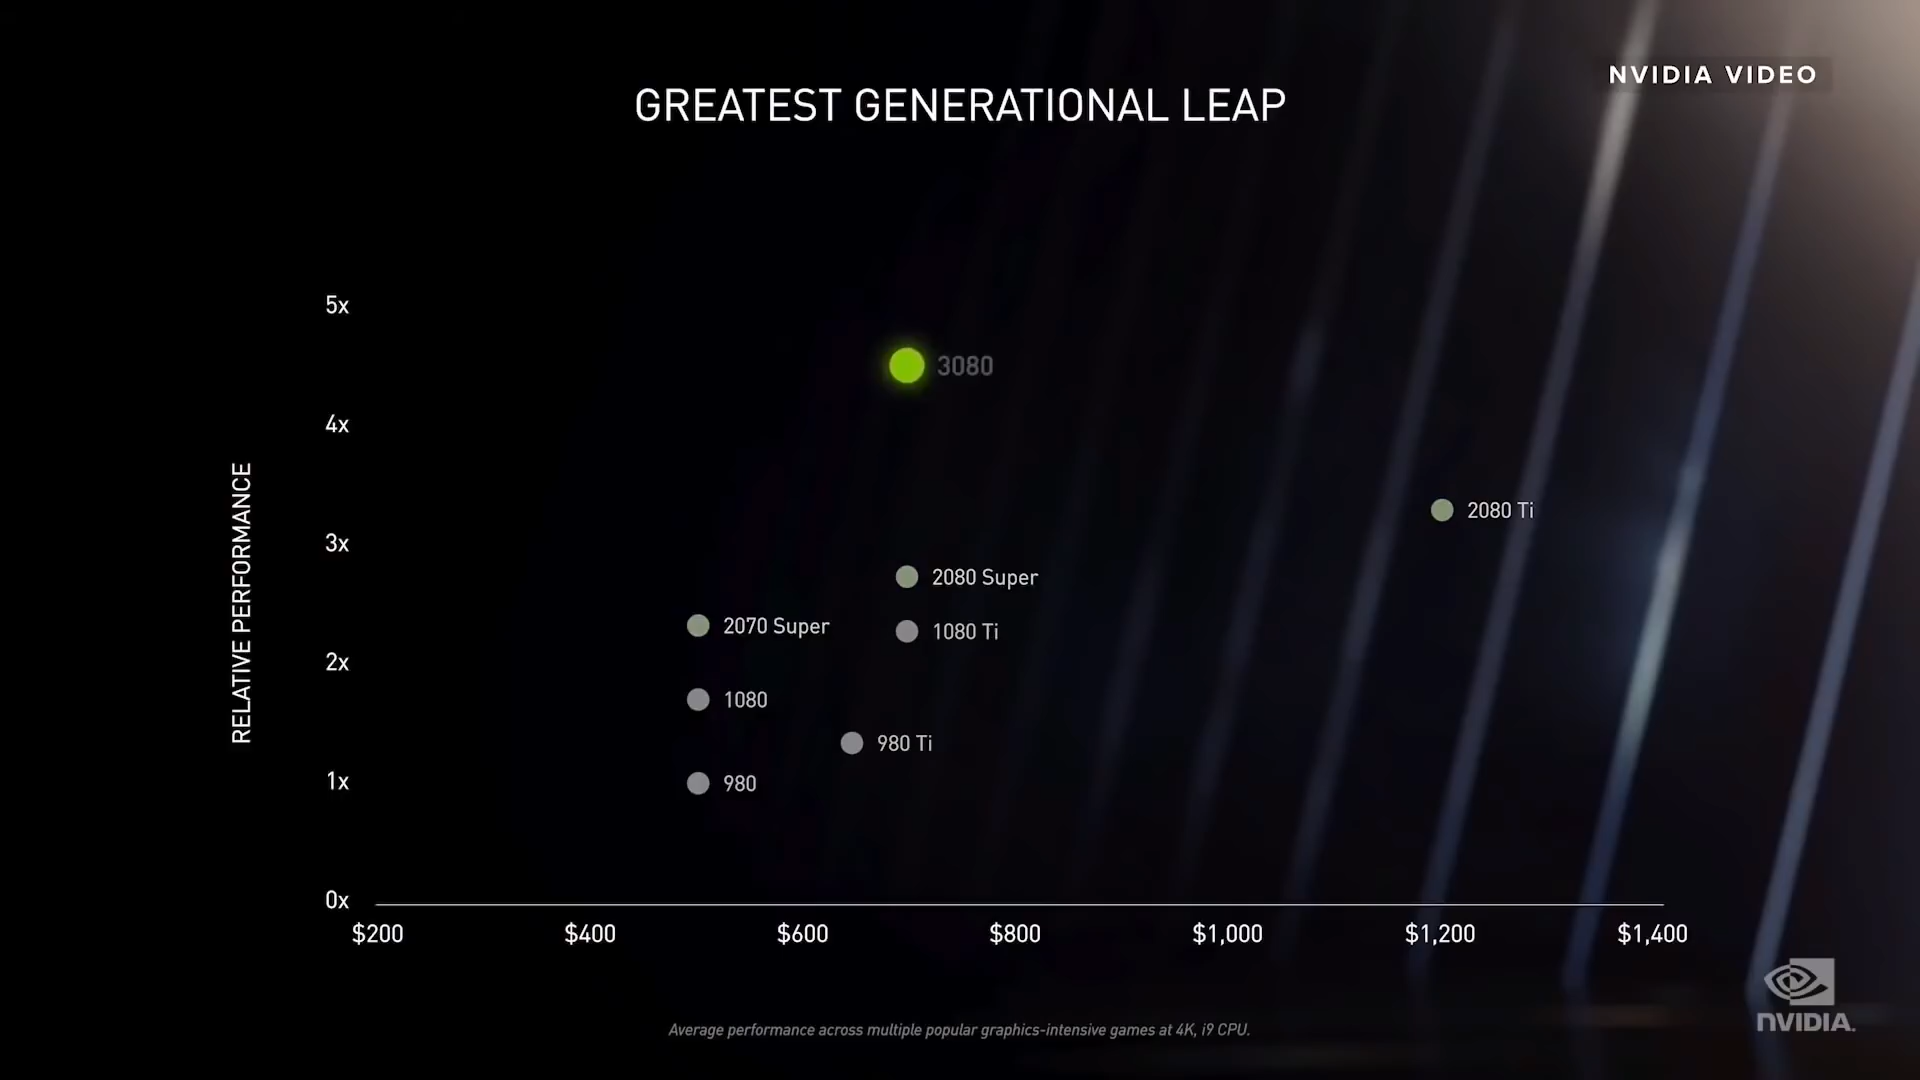 NVIDIA VIDEO
GREATEST GENERATIONAL LEAP
RELATIVE PERFORMANCE
5x
3080
4x
2080 Ti
3x
2080 Super
2070 Super
1080 Ti
2x
1080
980 Ti
1x
980
0x
$200 $400 $600 $800 $1,000 $1,200 $1,400
NVIDIA.
Average performance across multiple popular graphics-intensive games at 4K, i9 CPU.